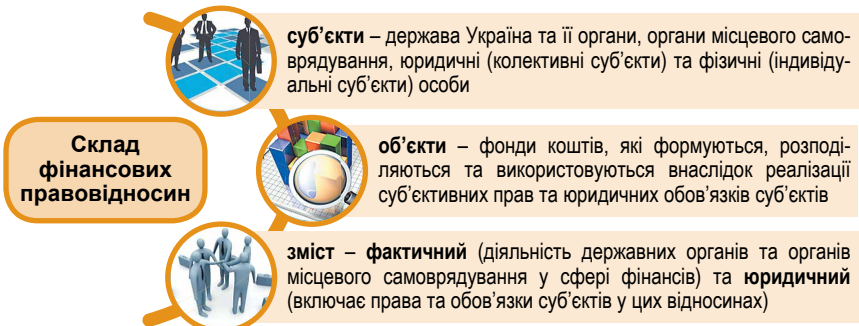 суб’єкти – держава Україна та її органи, органи місцевого само-
врядування, юридичні (колективні суб’єкти) та фізичні (індивіду-
альні суб’єкти) особи
Склад
фінансових
правовідносин
об’єкти – фонди коштів, які формуються, розподі-
ляються та використовуються внаслідок реалізації
суб’єктивних прав та юридичних обов’язків суб’єктів
зміст – фактичний (діяльність державних органів та органів
місцевого самоврядування у сфері фінансів) та юридичний
(включає права та обов’язки суб’єктів у цих відносинах)